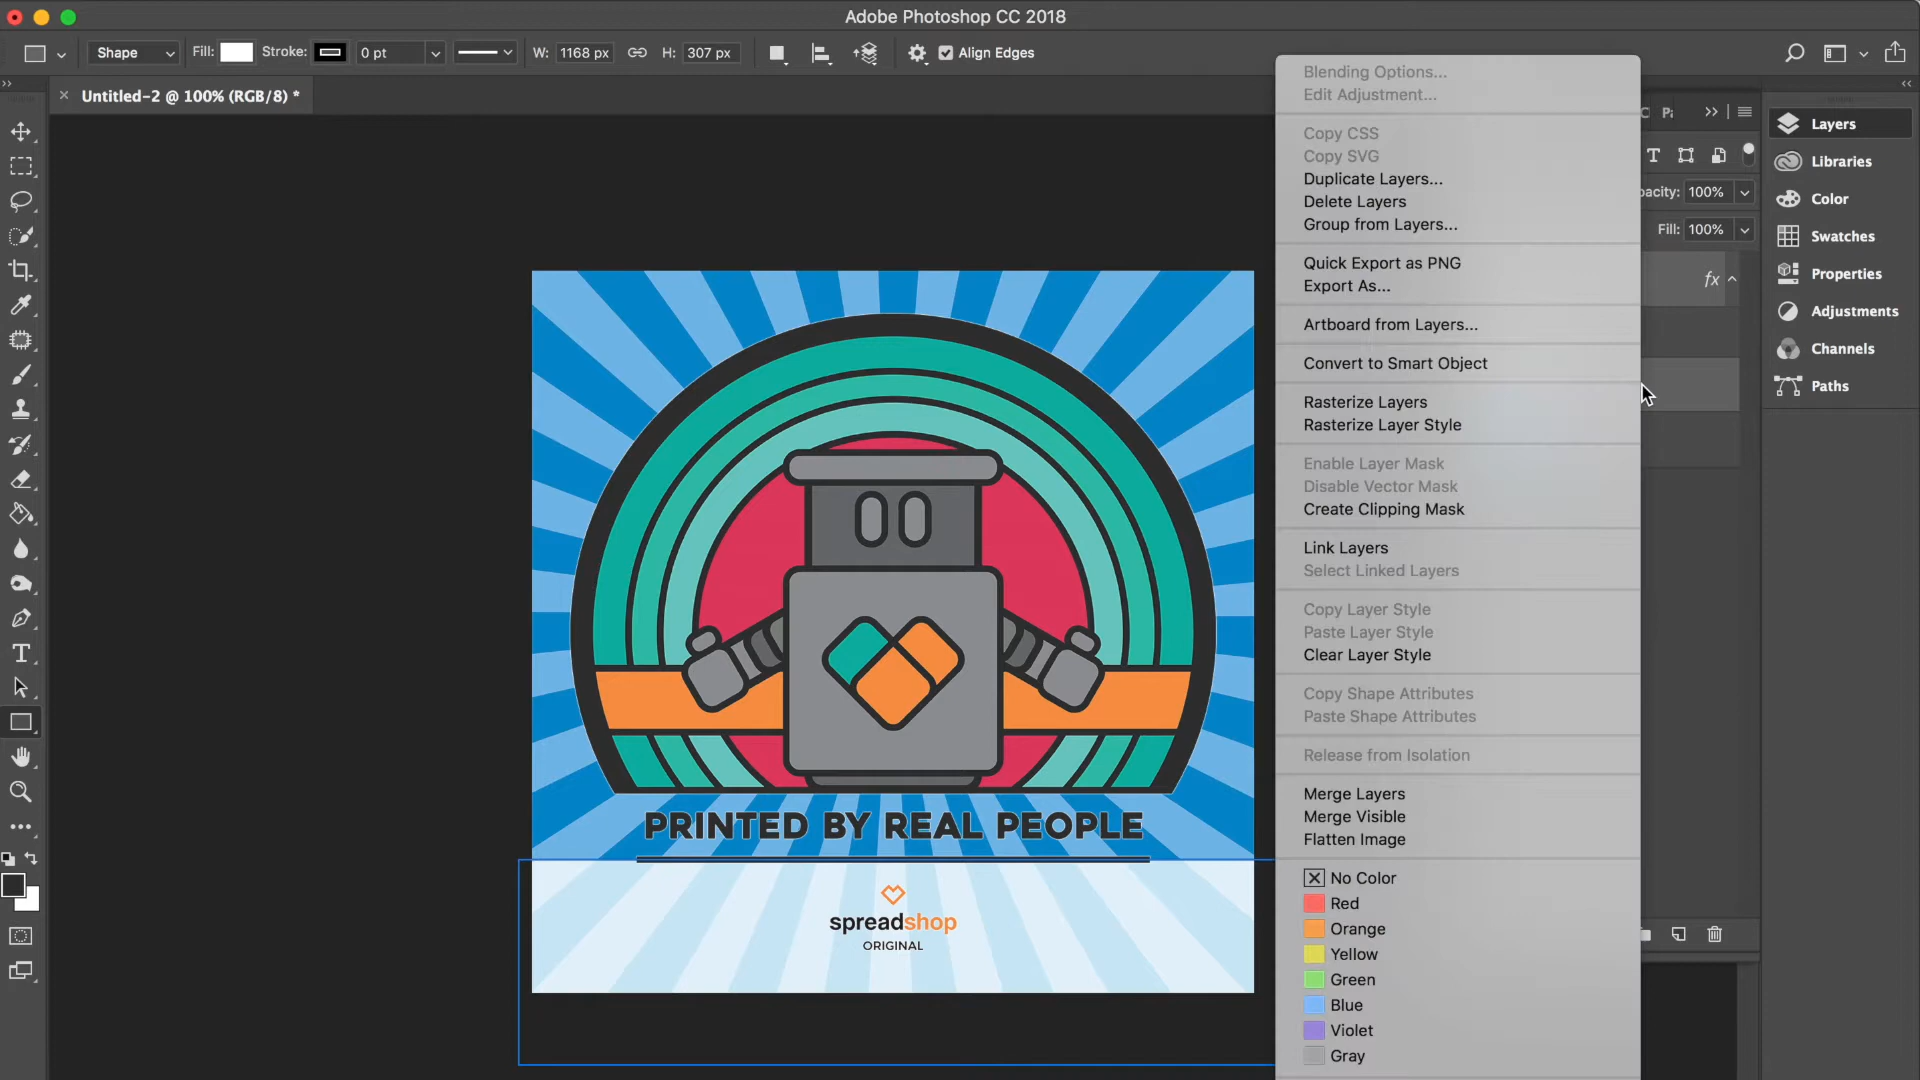 Adobe Photoshop CC 2018
Shape Fill: Stroke: 0 pt W: 1168 px H: 307 px Align Edges
Untitled-2 @ 100% (RGB/8) *
Blending Options...
Edit Adjustment...
Copy CSS
Copy SVG
Duplicate Layers...
Delete Layers
Group from Layers...
Quick Export as PNG
Export As...
Artboard from Layers...
Convert to Smart Object
Rasterize Layers
Rasterize Layer Style
Enable Layer Mask
Disable Vector Mask
Create Clipping Mask
Link Layers
Select Linked Layers
Copy Layer Style
Paste Layer Style
Clear Layer Style
Copy Shape Attributes
Paste Shape Attributes
Release from Isolation
Merge Layers
Merge Visible
Flatten Image
No Color
Red
Orange
Yellow
Green
Blue
Violet
Gray
pacity: 100%
Fill: 100%
fx
Layers
Libraries
Color
Swatches
Properties
Adjustments
Channels
Paths
PRINTED BY REAL PEOPLE
spreadshop
ORIGINAL